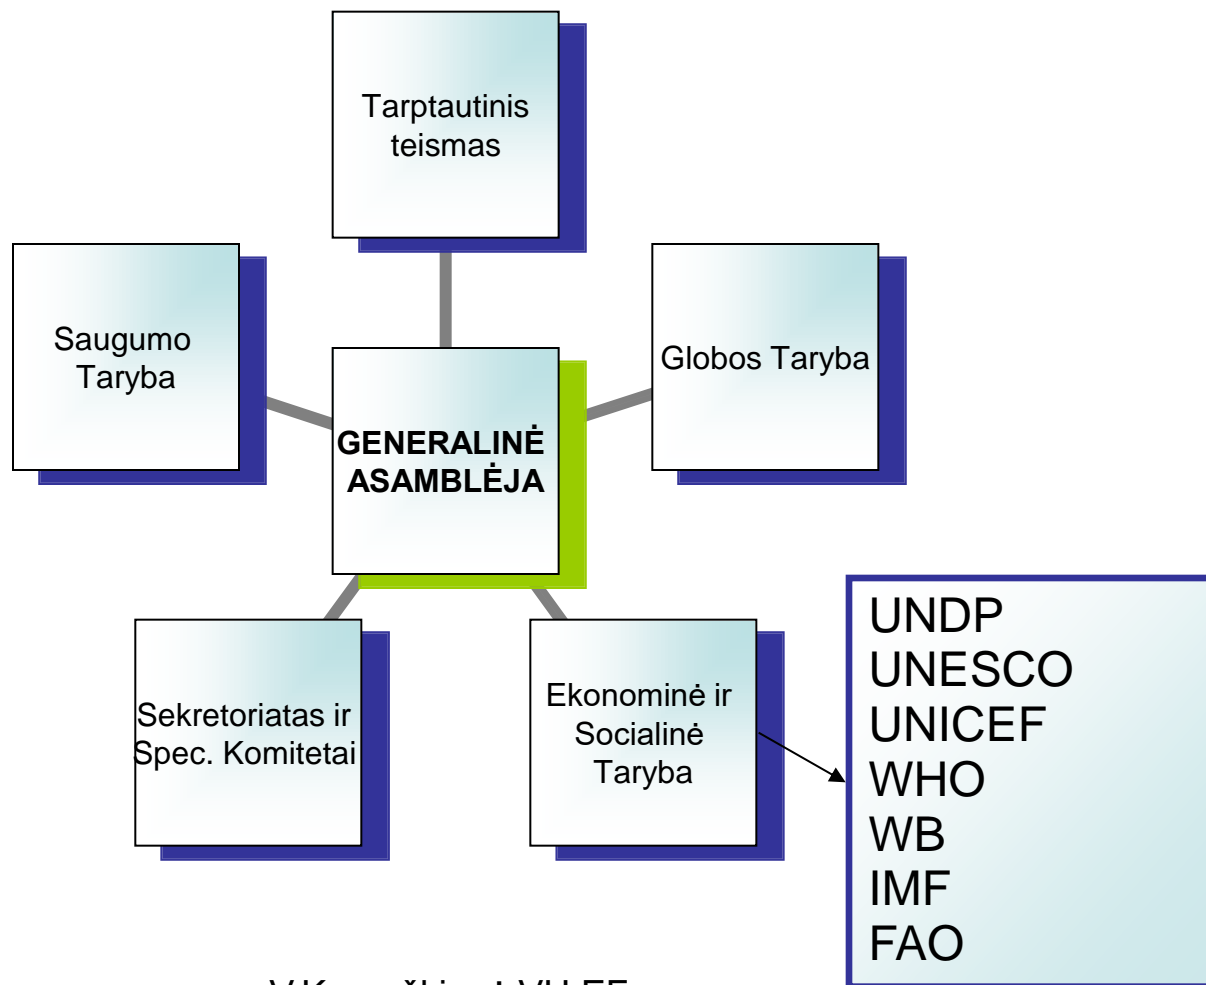 Tarptautinis
teismas
Saugumo
Taryba
Globos Taryba
GENERALINĖ
ASAMBLĖJA
Sekretoriatas ir
Spec. Komitetai
Ekonominė ir
Socialinė
Taryba
UNDP
UNESCO
UNICEF
WHO
WB
IMF
FAO